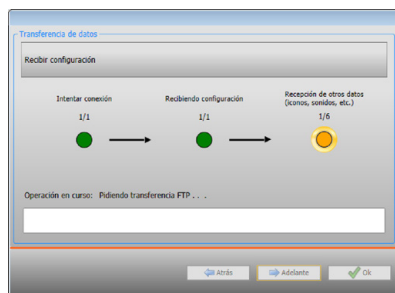 Transferencia de datos
Recibir configuración
Intentar conexión
1/1
Recibiendo configuración
1/1
Recepción de otros datos
(iconos, sonidos, etc.)
1/6
Operación en curso: Pidiendo transferencia FTP . . .
Atrás
Adelante
Ok